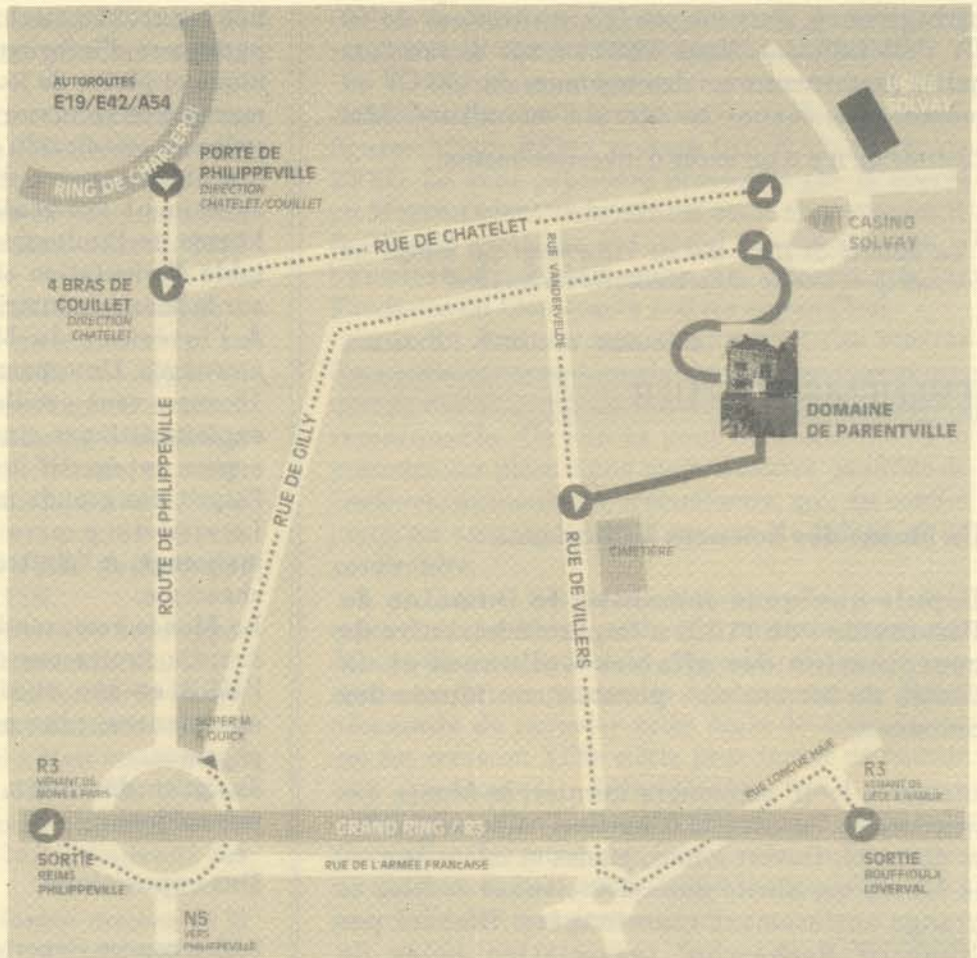 AUTOROUTES
E19/E42/A54
RING DE CHARLEROI
PORTE DE
PHILIPPEVILLE
DIRECTION
CHATELET/COUILLET
USINE
SOLVAY
RUE DE CHATELET
CASINO
SOLVAY
4 BRAS DE
COUILLET
DIRECTION
CHATELET
RUE VANDERVELDE
DOMAINE
DE PARENTVILLE
RUE DE GILLY
ROUTE DE PHILIPPEVILLE
CIMETIÈRE
RUE DE VILLERS
SUPER M
& QUICK
R3
VENANT DE
MONS & PARIS
RUE LONGUE HAIE
R3
VENANT DE
LIÈGE & NAMUR
GRAND RING / R3
SORTIE
REIMS
PHILIPPEVILLE
RUE DE L'ARMÉE FRANÇAISE
SORTIE
BOUFFIOULX
LOVERVAL
N5
VERS
PHILIPPEVILLE